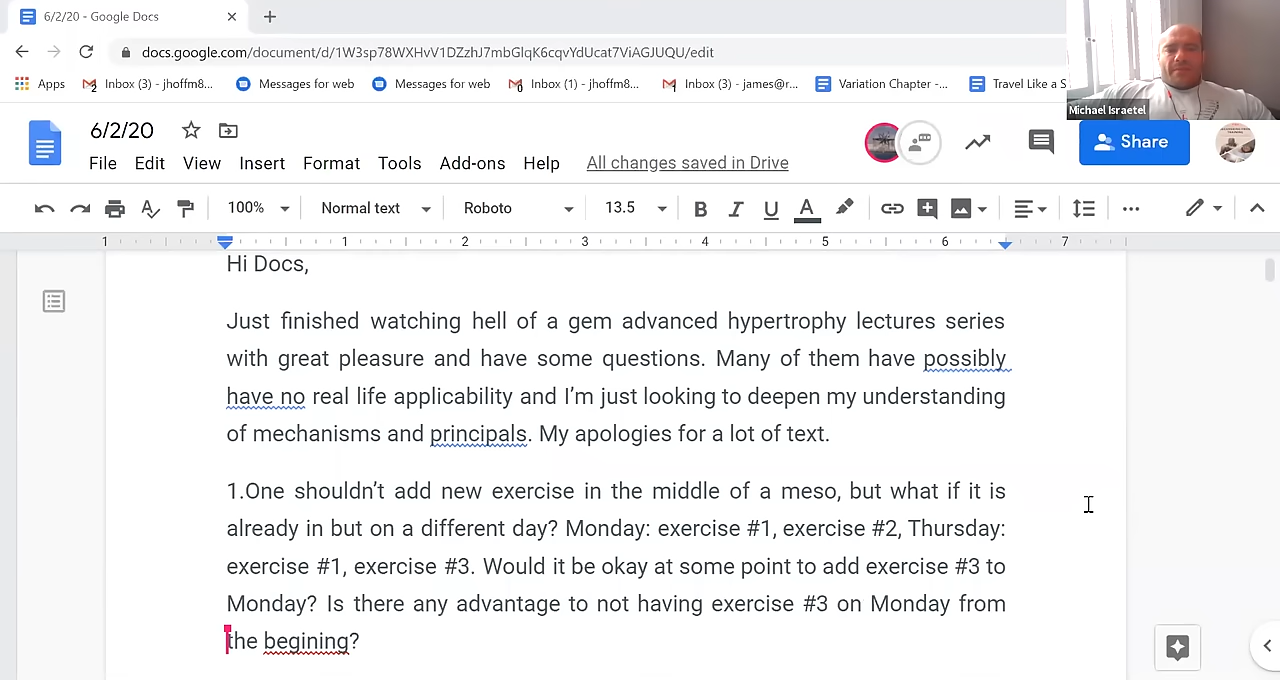 6/2/20 - Google Docs
docs.google.com/document/d/1W3sp78WXHvV1DZzhJ7mbGlqK6cqvYdUcat7ViAGJUQU/edit
Apps Inbox (3) - jhoffm8... Messages for web Messages for web Inbox (1) - jhoffm8... Inbox (3) - james@r... Variation Chapter -... Travel Like a S
Michael Israetel
6/2/20
File Edit View Insert Format Tools Add-ons Help All changes saved in Drive
Share
100% Normal text Roboto 13.5 B I U A
1 1 2 3 4 5 6 7
Hi Docs,
Just finished watching hell of a gem advanced hypertrophy lectures series
with great pleasure and have some questions. Many of them have possibly
have no real life applicability and I’m just looking to deepen my understanding
of mechanisms and principals. My apologies for a lot of text.
1.One shouldn’t add new exercise in the middle of a meso, but what if it is
already in but on a different day? Monday: exercise #1, exercise #2, Thursday:
exercise #1, exercise #3. Would it be okay at some point to add exercise #3 to
Monday? Is there any advantage to not having exercise #3 on Monday from
the begining?